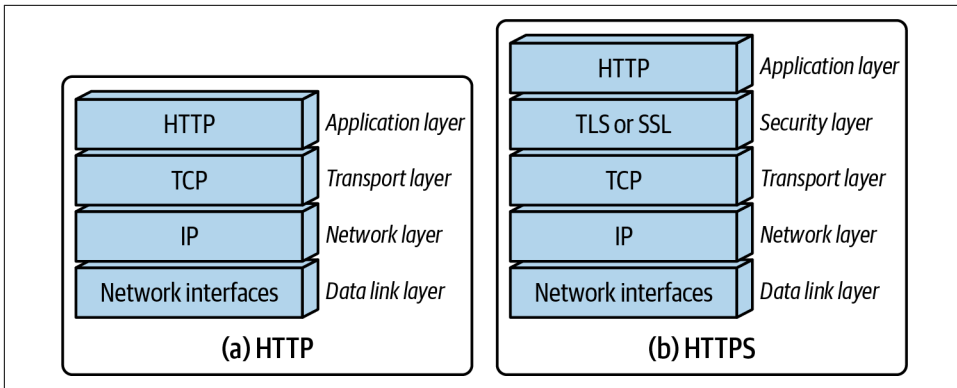 HTTP Application layer
TCP Transport layer
IP Network layer
Network interfaces Data link layer
(a) HTTP
HTTP Application layer
TLS or SSL Security layer
TCP Transport layer
IP Network layer
Network interfaces Data link layer
(b) HTTPS